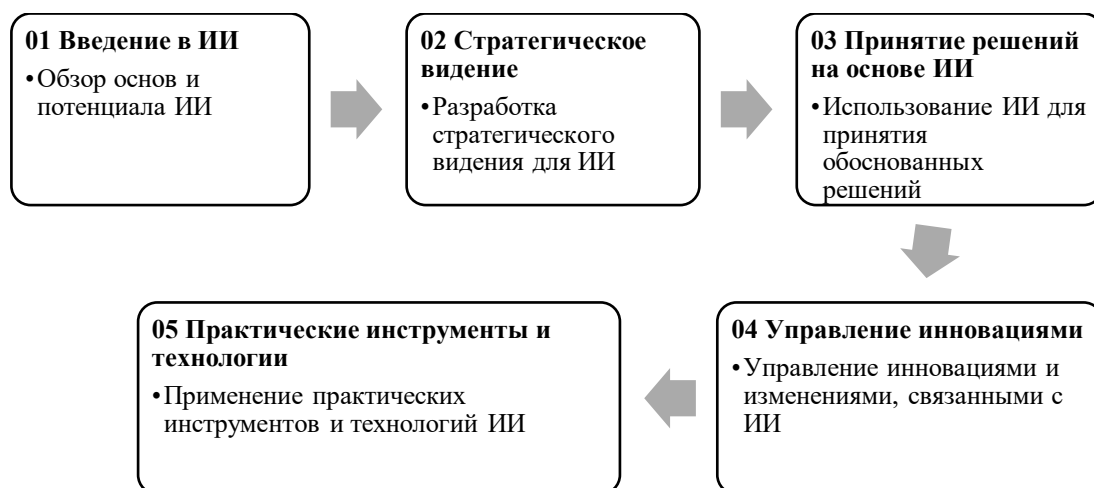 01 Введение в ИИ
•Обзор основ и
потенциала ИИ
02 Стратегическое
видение
•Разработка
стратегического
видения для ИИ
03 Принятие решений
на основе ИИ
•Использование ИИ для
принятия
обоснованных
решений
04 Управление инновациями
•Управление инновациями и
изменениями, связанными с
ИИ
05 Практические инструменты и
технологии
•Применение практических
инструментов и технологий ИИ